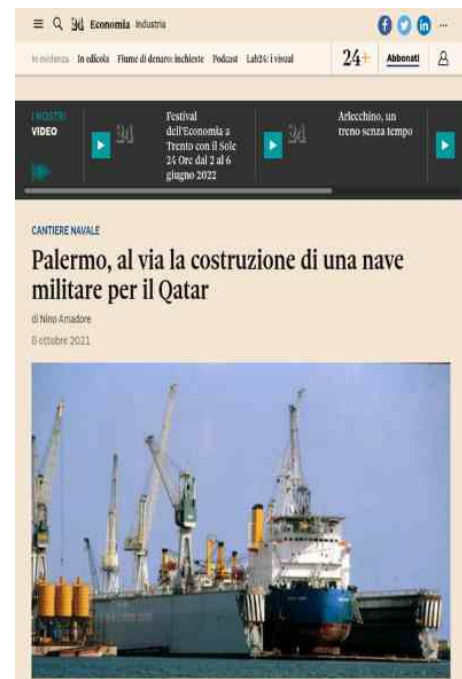 24 Economia Industria
In evidenza In edicola Fiume di denaro: inchieste Podcast Lab24: i visual 24+ Abbonati
I NOSTRI
VIDEO
24
Festival
dell'Economia a
Trento con il Sole
24 Ore dal 2 al 6
giugno 2022
24
Arlecchino, un
treno senza tempo
CANTIERE NAVALE
Palermo, al via la costruzione di una nave
militare per il Qatar
di Nino Amadore
8 ottobre 2021